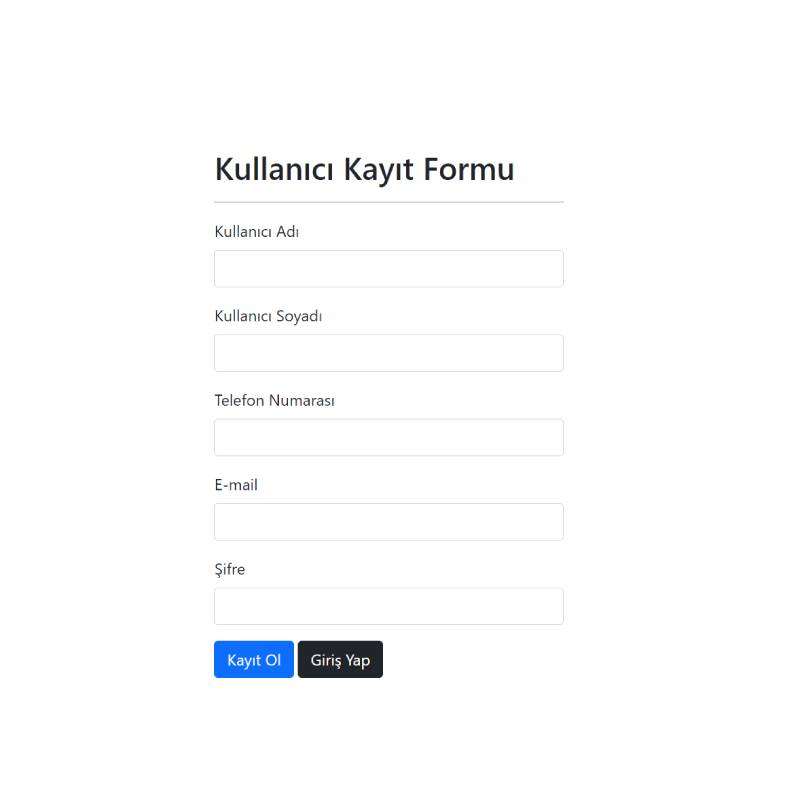 Kullanıcı Kayıt Formu
Kullanıcı Adı
Kullanıcı Soyadı
Telefon Numarası
E-mail
Şifre
Kayıt Ol Giriş Yap